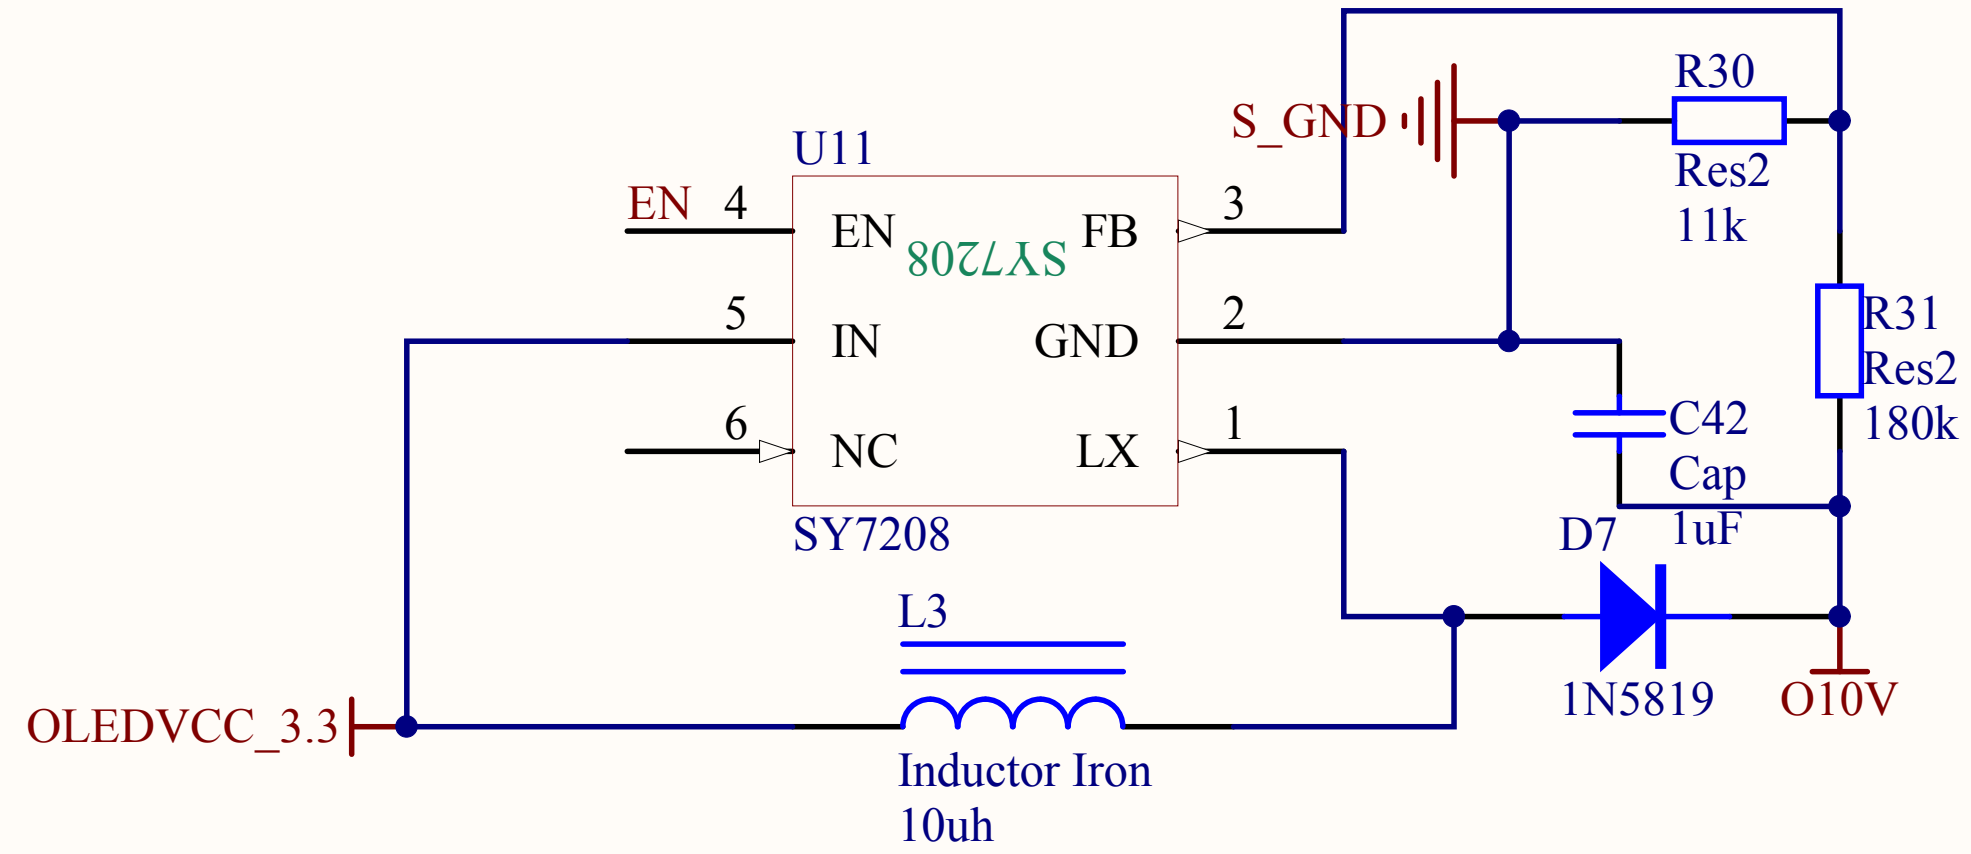 R30
S_GND
Res2
11k
U11
EN 4
EN
FB
3
SY7208
5
IN
GND
2
R31
Res2
180k
6
NC
LX
1
C42
Cap
1uF
SY7208
D7
1N5819
O10V
L3
OLEDVCC_3.3
Inductor Iron
10uh